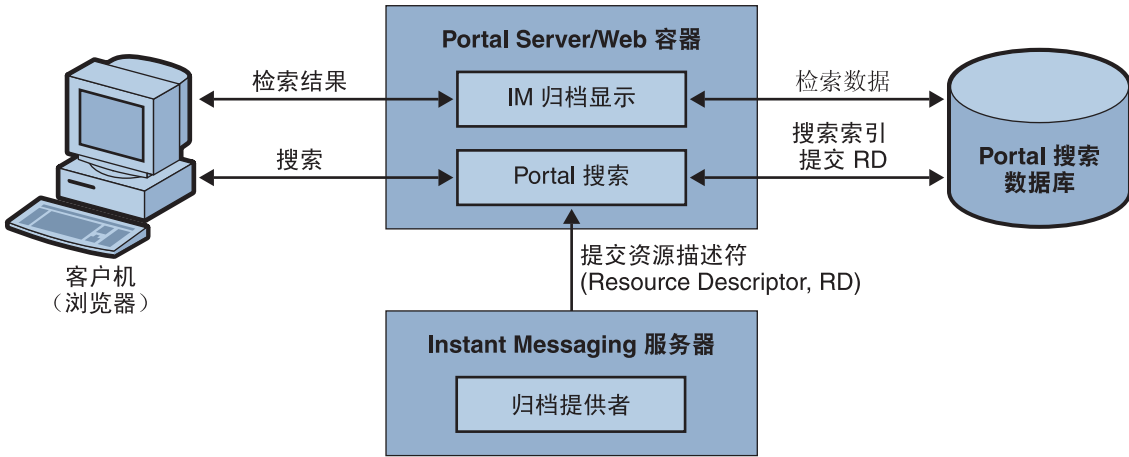 Portal Server/Web 容器
检索结果
IM 归档显示
检索数据
搜索
Portal 搜索
搜索索引
提交 RD
Portal 搜索
数据库
客户机
（浏览器）
提交资源描述符
(Resource Descriptor, RD)
Instant Messaging 服务器
归档提供者